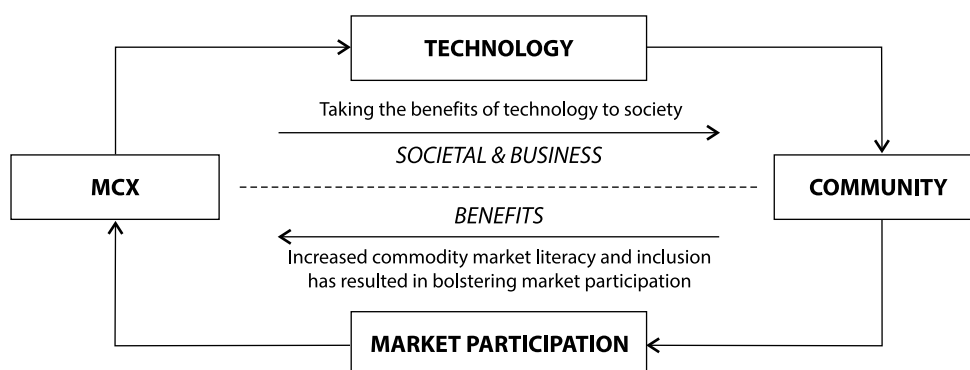 TECHNOLOGY
Taking the benefits of technology to society
SOCIETAL & BUSINESS
MCX
COMMUNITY
BENEFITS
Increased commodity market literacy and inclusion
has resulted in bolstering market participation
MARKET PARTICIPATION